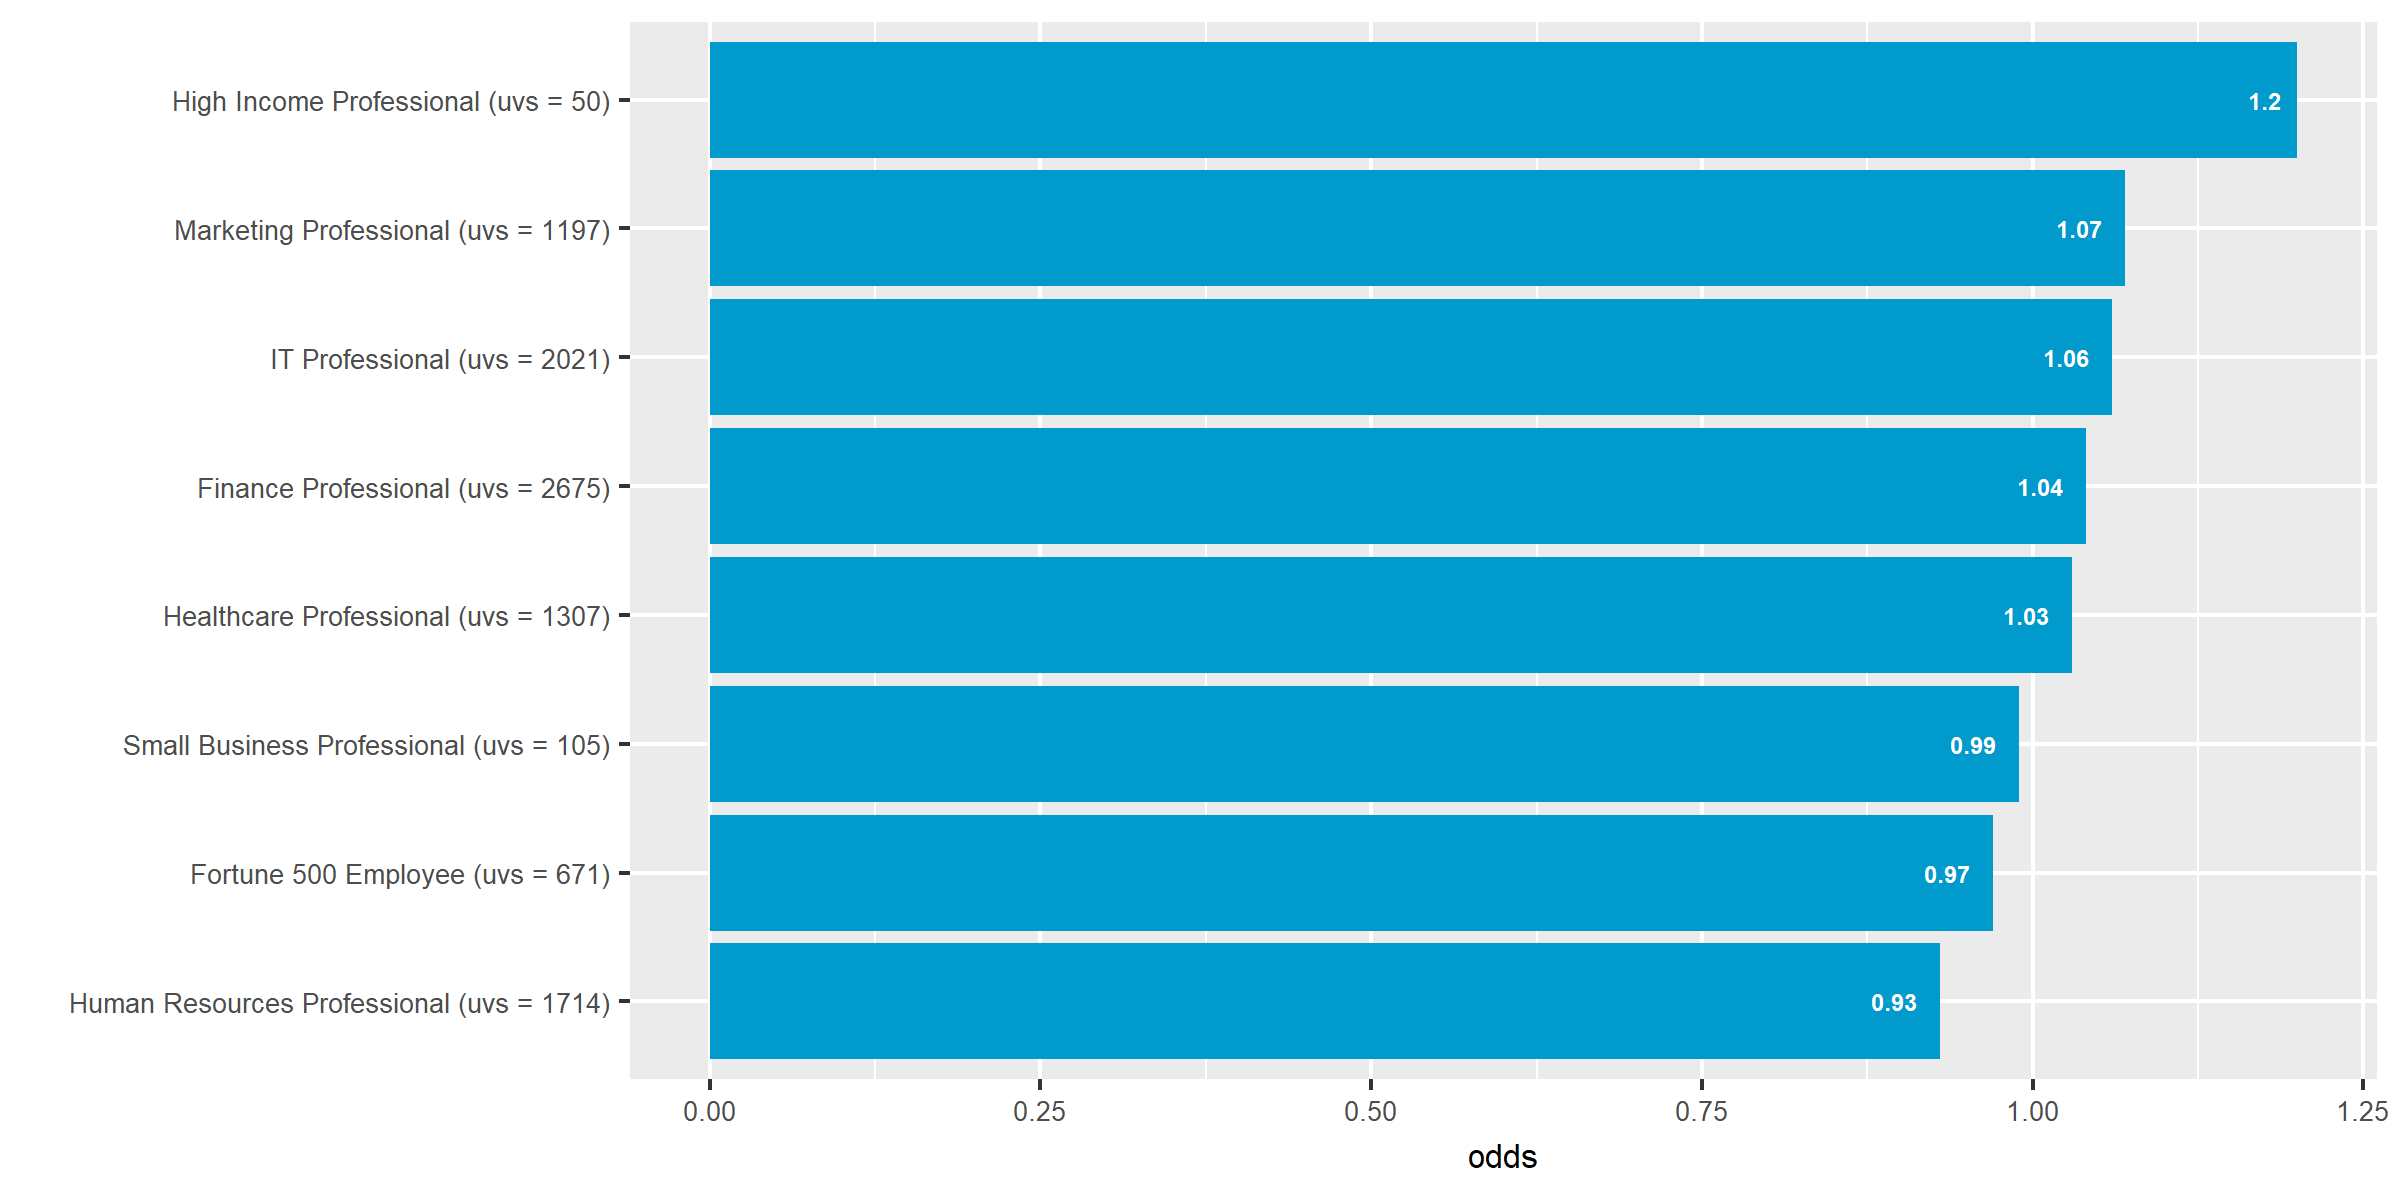 High Income Professional (uvs = 50)
1.2
Marketing Professional (uvs = 1197)
1.07
IT Professional (uvs = 2021)
1.06
Finance Professional (uvs = 2675)
1.04
Healthcare Professional (uvs = 1307)
1.03
Small Business Professional (uvs = 105)
0.99
Fortune 500 Employee (uvs = 671)
0.97
Human Resources Professional (uvs = 1714)
0.93
0.00 0.25 0.50 0.75 1.00 1.25
odds